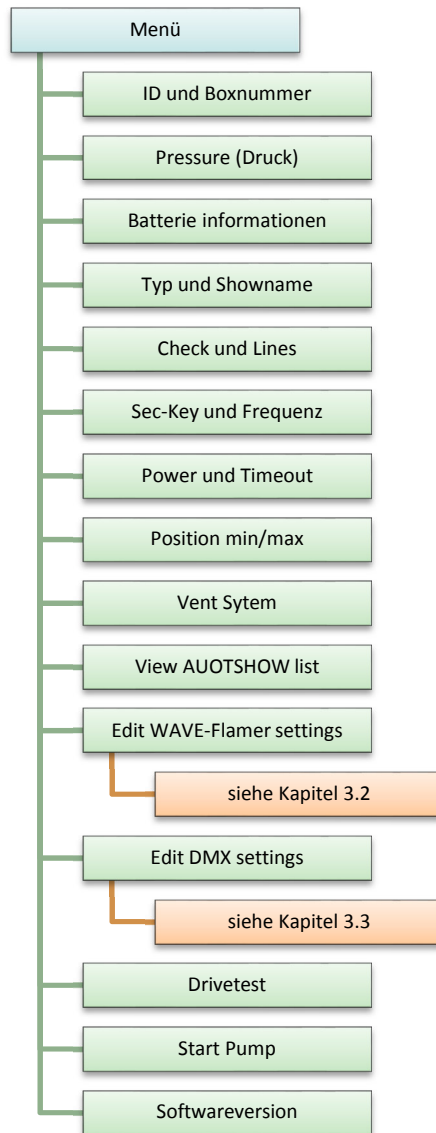 Menü
ID und Boxnummer
Pressure (Druck)
Batterie informationen
Typ und Showname
Check und Lines
Sec-Key und Frequenz
Power und Timeout
Position min/max
Vent Sytem
View AUOTSHOW list
Edit WAVE-Flamer settings
siehe Kapitel 3.2
Edit DMX settings
siehe Kapitel 3.3
Drivetest
Start Pump
Softwareversion